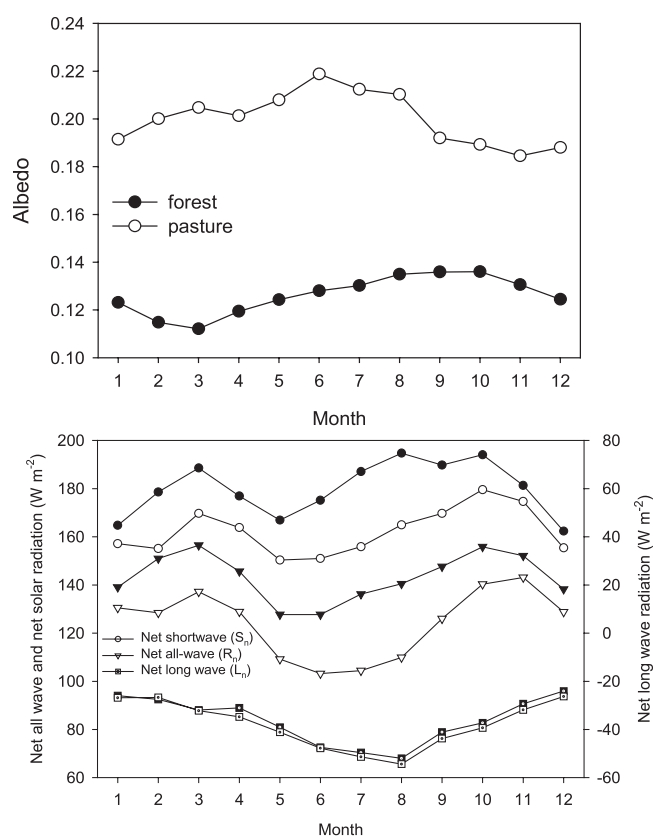 0.24
0.22
0.20
0.18
0.16
0.14
0.12
0.10
Albedo
forest
pasture
1 2 3 4 5 6 7 8 9 10 11 12
Month
200
180
160
140
120
100
80
60
Net all wave and net solar radiation (W m-2)
80
60
40
20
0
-20
-40
-60
Net long wave radiation (W m-2)
Net shortwave (Sn)
Net all-wave (Rn)
Net long wave (Ln)
1 2 3 4 5 6 7 8 9 10 11 12
Month